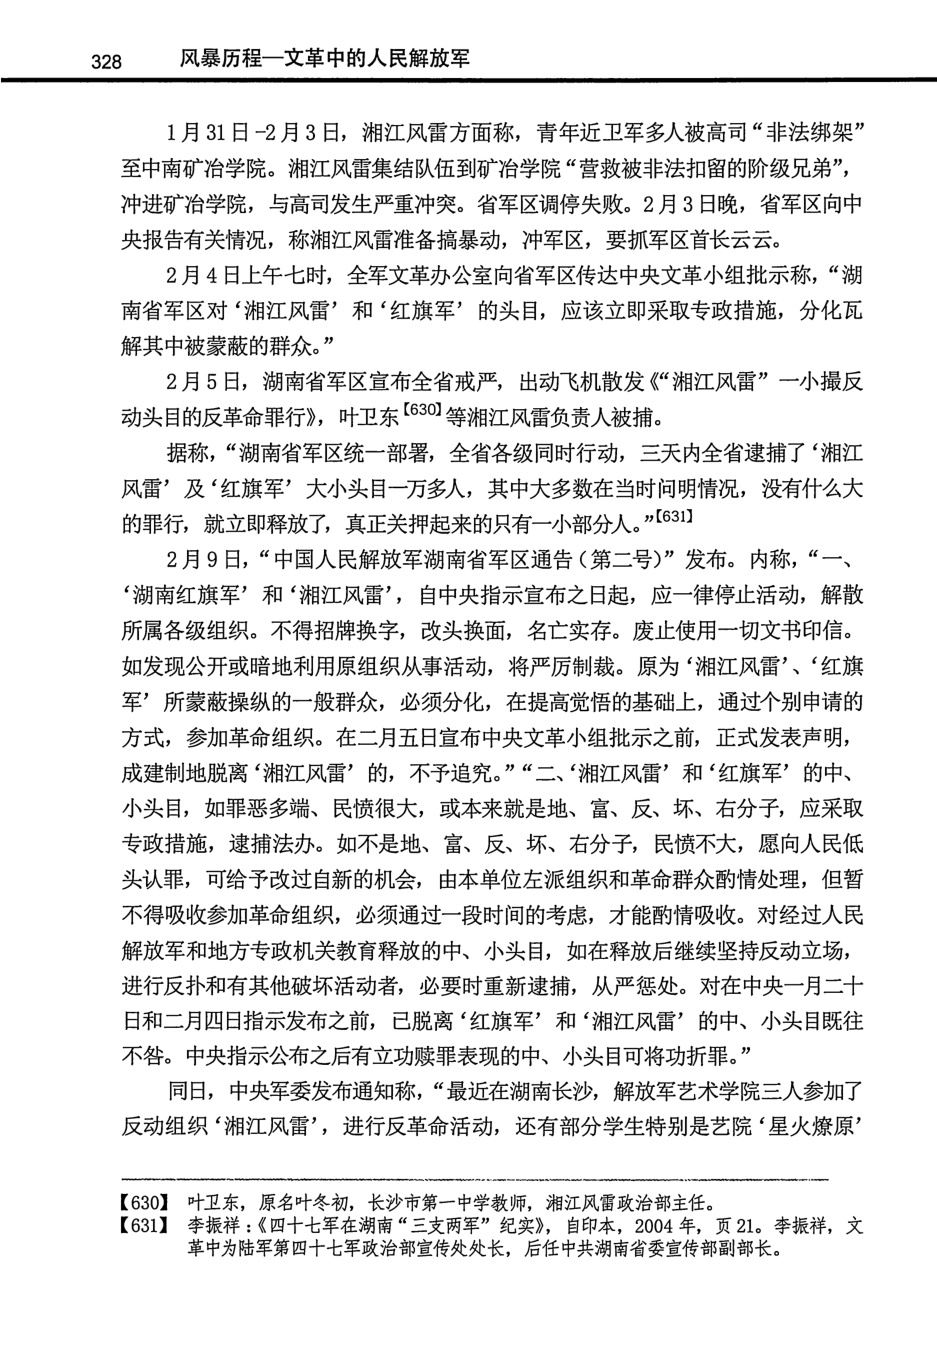 328 风暴历程—文革中的人民解放军
1月31日-2月3日，湘江风雷方面称，青年近卫军多人被高司“非法绑架”
至中南矿冶学院。湘江风雷集结队伍到矿冶学院“营救被非法扣留的阶级兄弟”，
冲进矿冶学院，与高司发生严重冲突。省军区调停失败。2月3日晚，省军区向中
央报告有关情况，称湘江风雷准备搞暴动，冲军区，要抓军区首长云云。
2月4日上午七时，全军文革办公室向省军区传达中央文革小组批示称，“湖
南省军区对‘湘江风雷’和‘红旗军’的头目，应该立即采取专政措施，分化瓦
解其中被蒙蔽的群众。”
2月5日，湖南省军区宣布全省戒严，出动飞机散发《“湘江风雷”一小撮反
动头目的反革命罪行》，叶卫东【630】等湘江风雷负责人被捕。
据称，“湖南省军区统一部署，全省各级同时行动，三天内全省逮捕了‘湘江
风雷’及‘红旗军’大小头目一万多人，其中大多数在当时问明情况，没有什么大
的罪行，就立即释放了，真正关押起来的只有一小部分人。”【631】
2月9日，“中国人民解放军湖南省军区通告（第二号）”发布。内称，“一、
‘湖南红旗军’和‘湘江风雷’，自中央指示宣布之日起，应一律停止活动，解散
所属各级组织。不得招牌换字，改头换面，名亡实存。废止使用一切文书印信。
如发现公开或暗地利用原组织从事活动，将严厉制裁。原为‘湘江风雷’、‘红旗
军’所蒙蔽操纵的一般群众，必须分化，在提高觉悟的基础上，通过个别申请的
方式，参加革命组织。在二月五日宣布中央文革小组批示之前，正式发表声明，
成建制地脱离‘湘江风雷’的，不予追究。”“二、‘湘江风雷’和‘红旗军’的中、
小头目，如罪恶多端、民愤很大，或本来就是地、富、反、坏、右分子，应采取
专政措施，逮捕法办。如不是地、富、反、坏、右分子，民愤不大，愿向人民低
头认罪，可给予改过自新的机会，由本单位左派组织和革命群众酌情处理，但暂
不得吸收参加革命组织，必须通过一段时间的考虑，才能酌情吸收。对经过人民
解放军和地方专政机关教育释放的中、小头目，如在释放后继续坚持反动立场，
进行反扑和有其他破坏活动者，必要时重新逮捕，从严惩处。对在中央一月二十
日和二月四日指示发布之前，已脱离‘红旗军’和‘湘江风雷’的中、小头目既往
不咎。中央指示公布之后有立功赎罪表现的中、小头目可将功折罪。”
同日，中央军委发布通知称，“最近在湖南长沙，解放军艺术学院三人参加了
反动组织‘湘江风雷’，进行反革命活动，还有部分学生特别是艺院‘星火燎原’
【630】 叶卫东，原名叶冬初，长沙市第一中学教师，湘江风雷政治部主任。
【631】 李振祥：《四十七军在湖南“三支两军”纪实》，自印本，2004年，页21。李振祥，文
革中为陆军第四十七军政治部宣传处处长，后任中共湖南省委宣传部副部长。